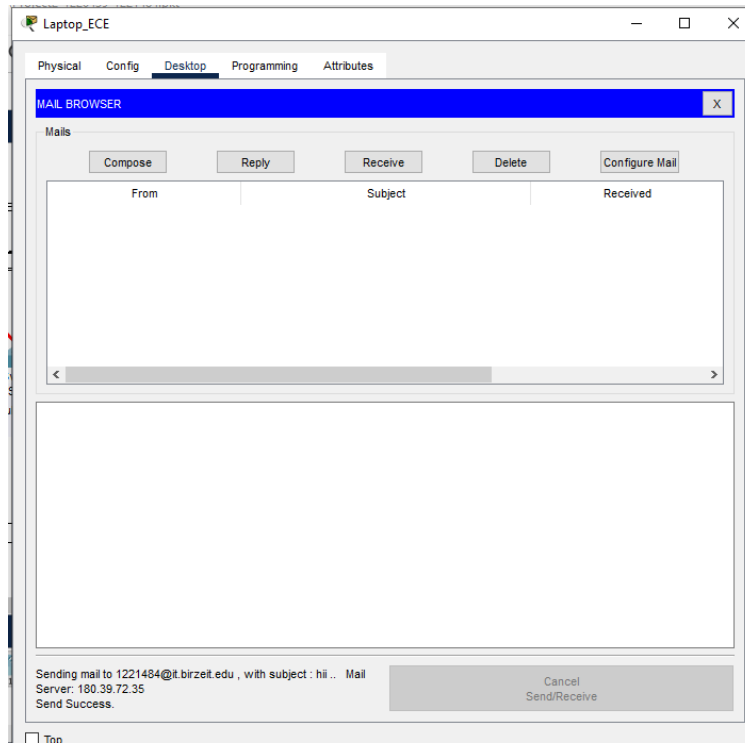 Laptop_ECE
Physical Config Desktop Programming Attributes
MAIL BROWSER X
Mails
Compose Reply Receive Delete Configure Mail
From Subject Received
Sending mail to 1221484@it.birzeit.edu , with subject : hii .. Mail
Server: 180.39.72.35
Send Success.
Cancel
Send/Receive
Top